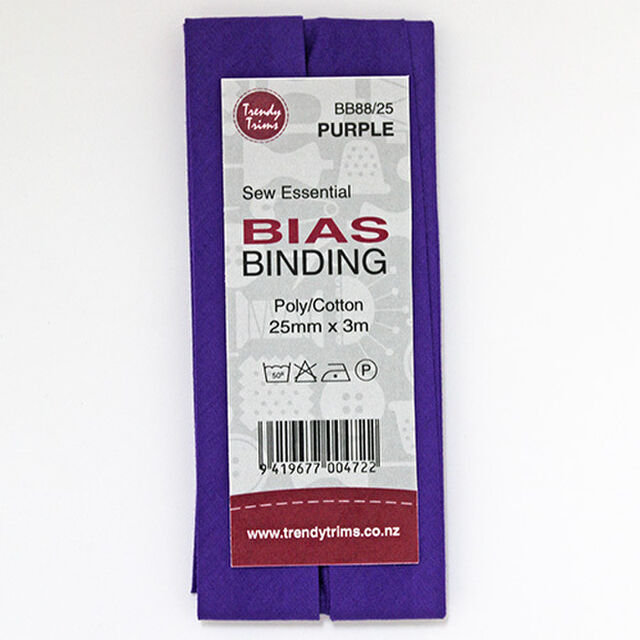 Trendy
Trims
BB88/25
PURPLE
Sew Essential
BIAS
BINDING
Poly/Cotton
25mm x 3m
50° P
9 419677 004722
www.trendytrims.co.nz